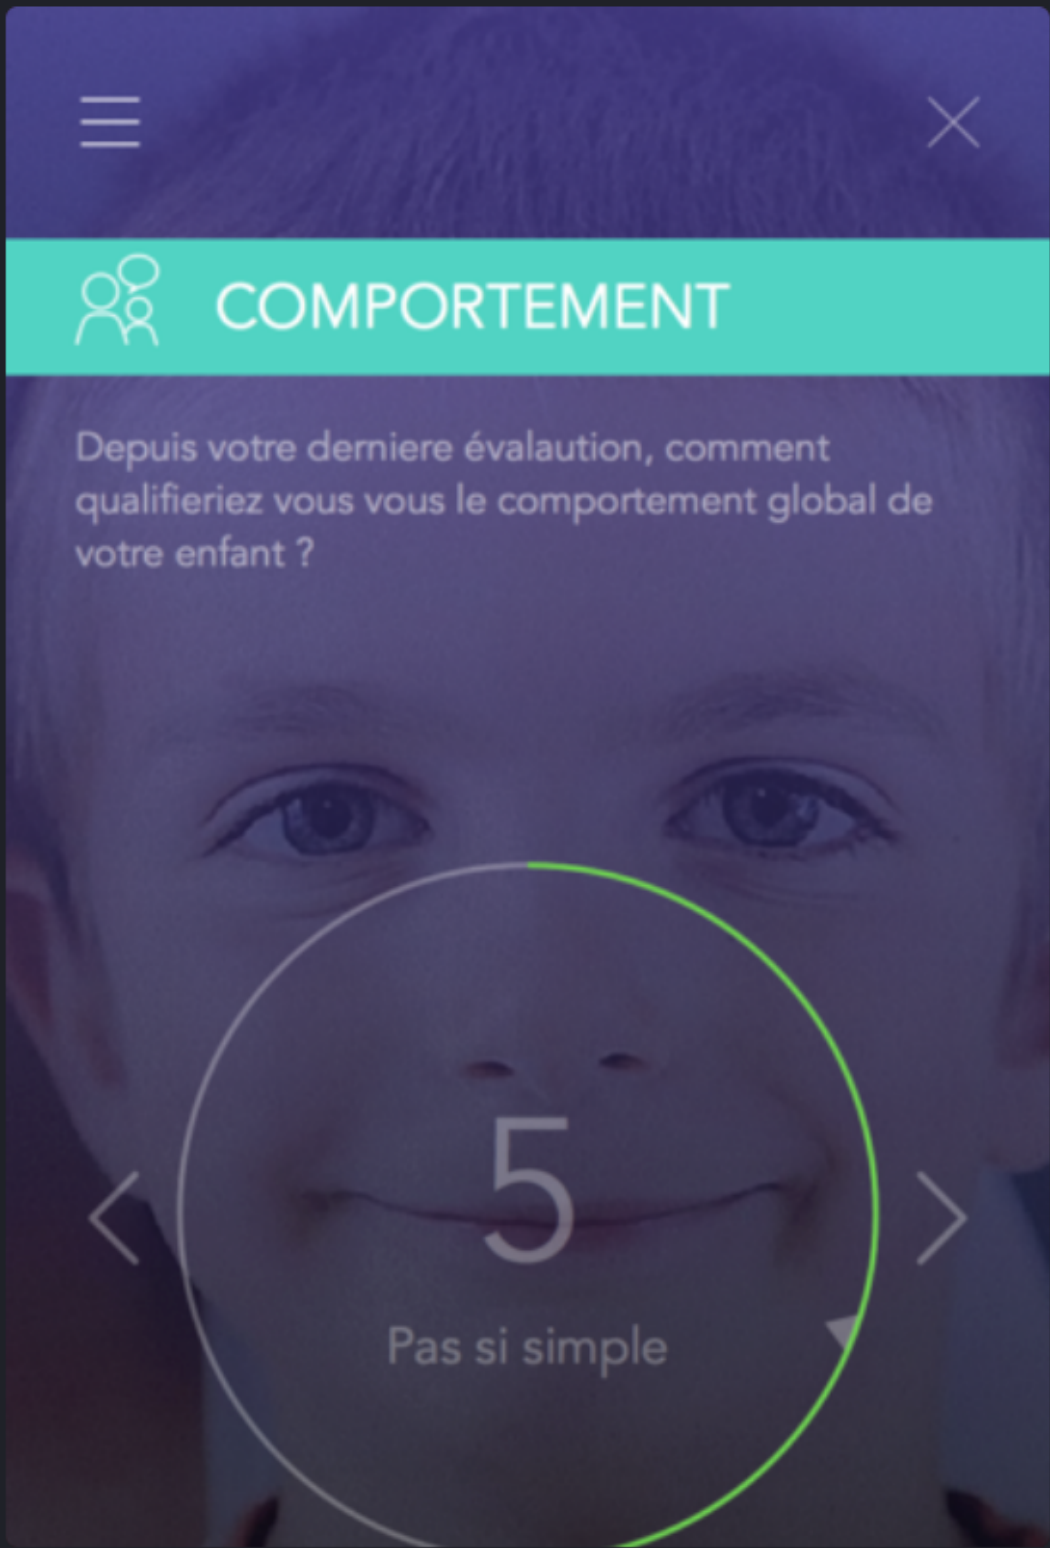 COMPORTEMENT
Depuis votre derniere évalaution, comment
qualifieriez vous vous le comportement global de
votre enfant ?
5
Pas si simple